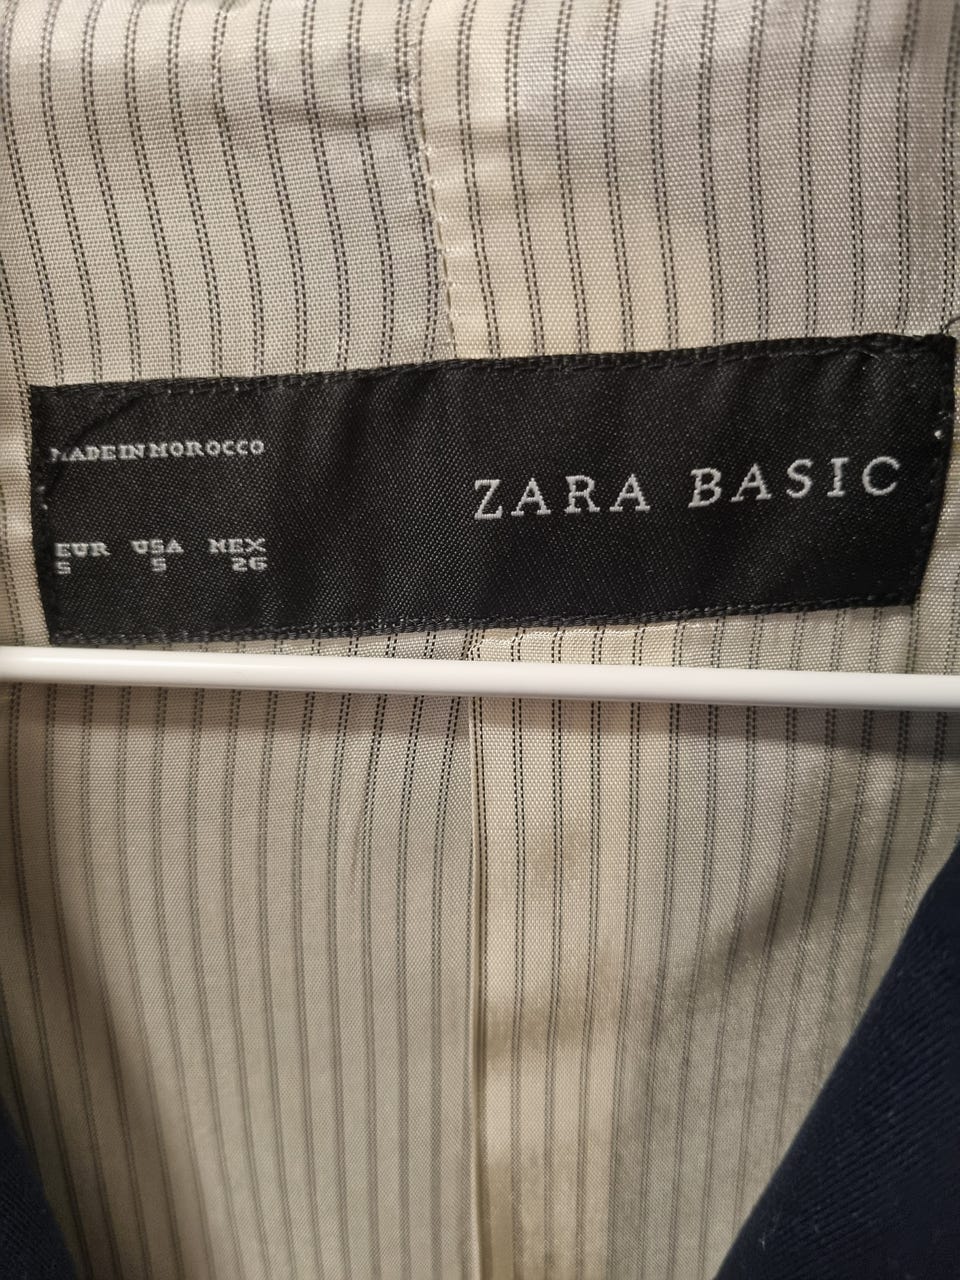 MADE IN MOROCCO
ZARA BASIC
EUR USA MEX
S S 26